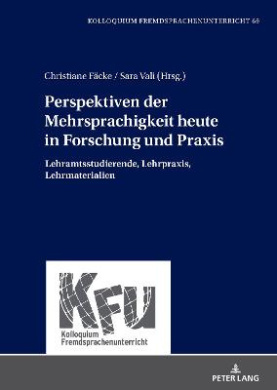 KOLLOQUIUM FREMDSPRACHENUNTERRICHT 68
Christiane Fäcke / Sara Vali (Hrsg.)
Perspektiven der
Mehrsprachigkeit heute
in Forschung und Praxis
Lehramtsstudierende, Lehrpraxis,
Lehrmaterialien
KFU
Kolloquium
Fremdsprachenunterricht
PETER LANG